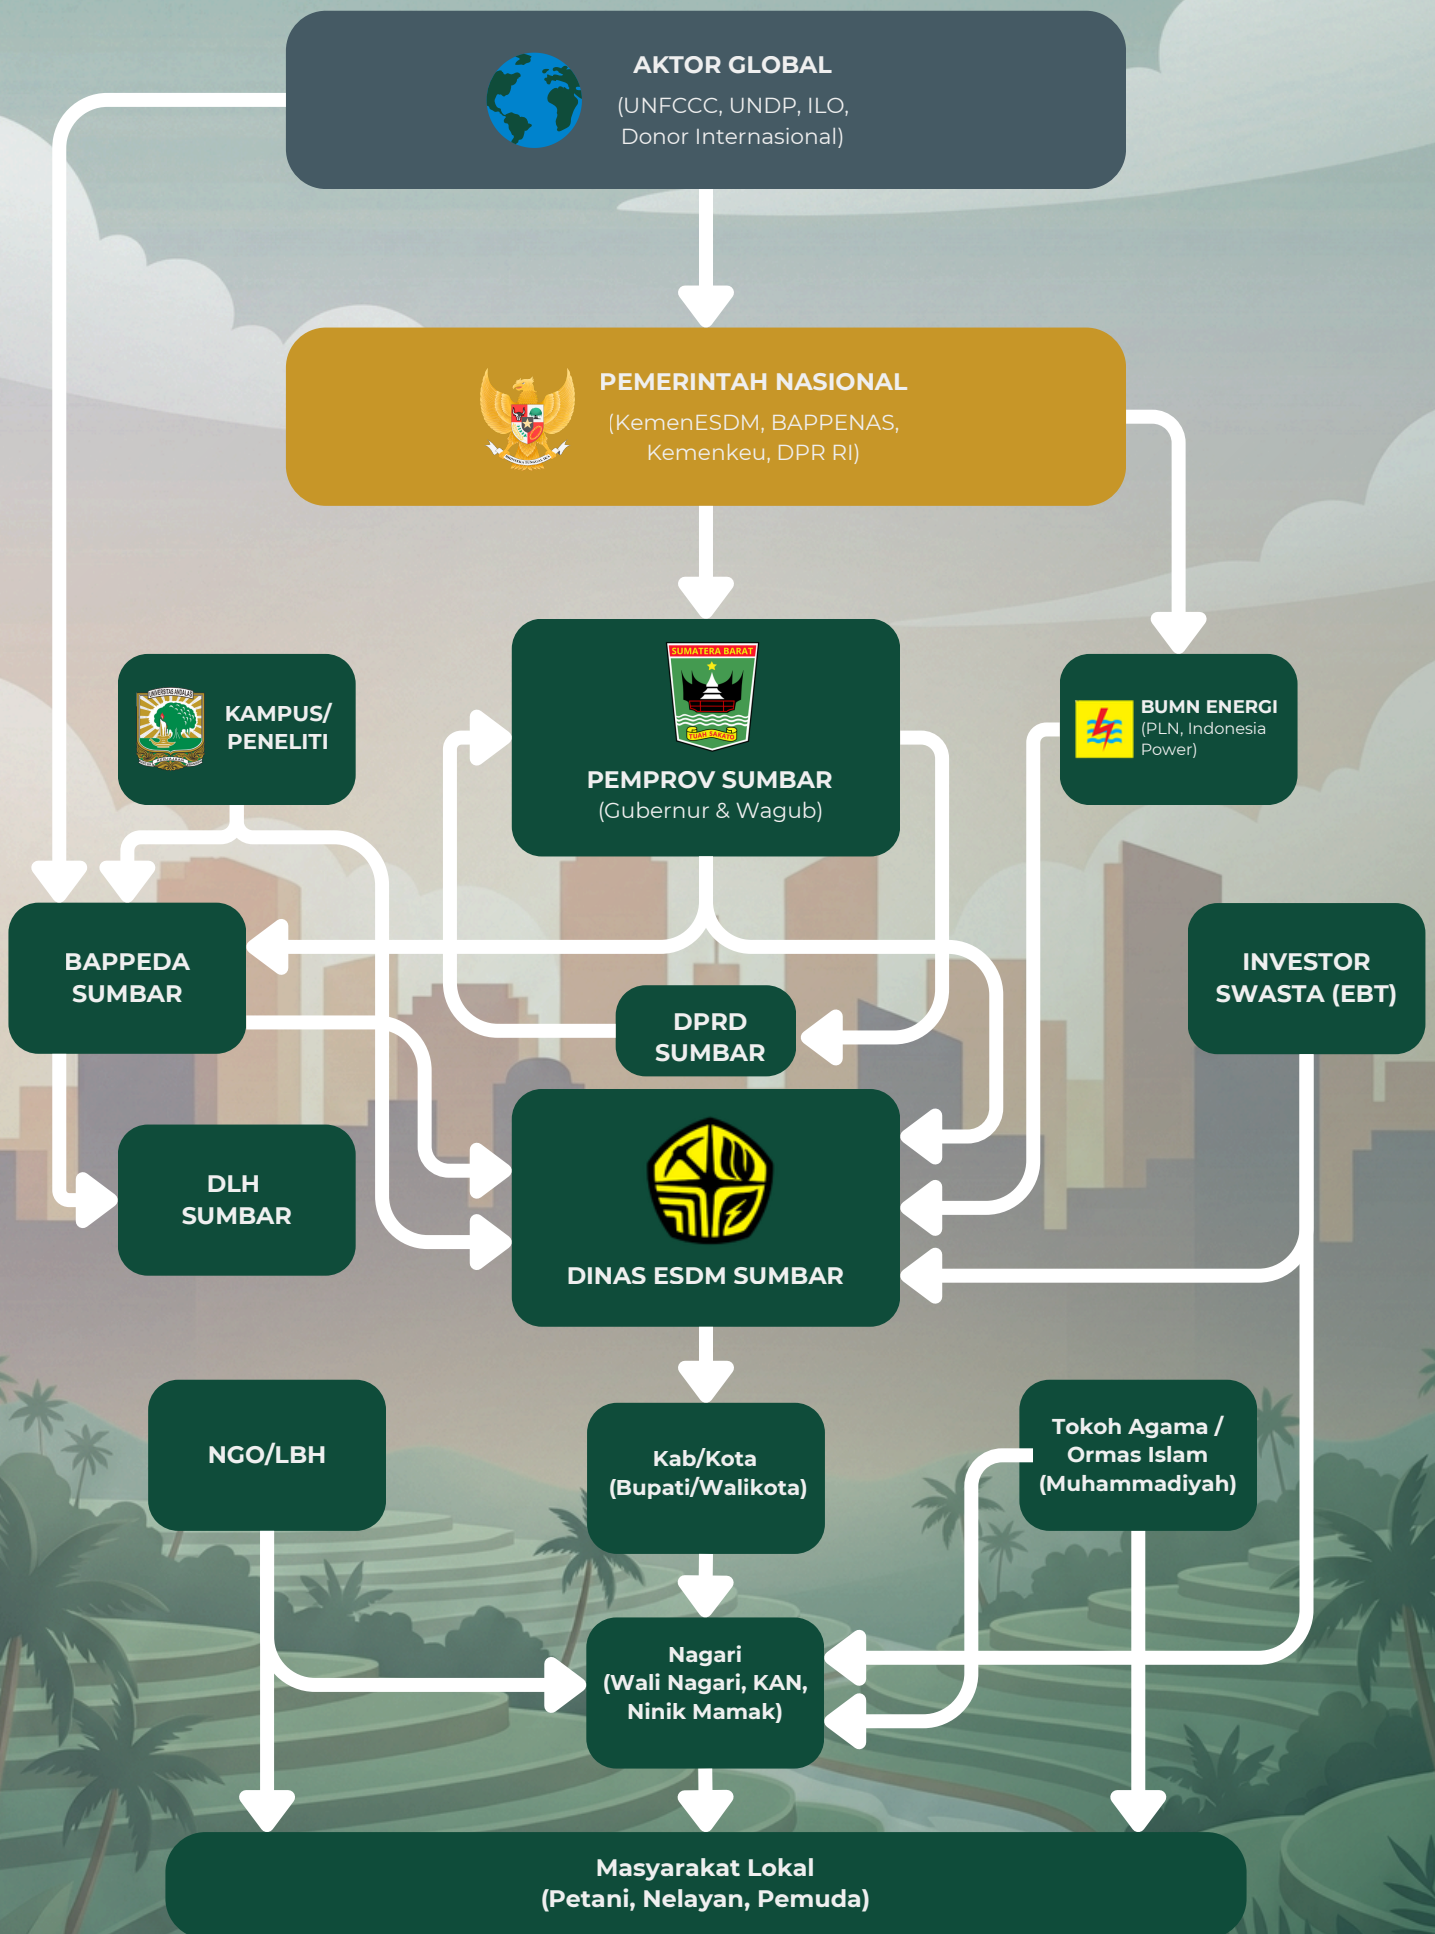 AKTOR GLOBAL
(UNFCCC, UNDP, ILO,
Donor Internasional)
PEMERINTAH NASIONAL
(KemenESDM, BAPPENAS,
Kemenkeu, DPR RI)
UNIVERSITAS ANDALAS
KAMPUS/
PENELITI
SUMATERA BARAT
TUAH SAKATO
PEMPROV SUMBAR
(Gubernur & Wagub)
BUMN ENERGI
(PLN, Indonesia
Power)
BAPPEDA
SUMBAR
DPRD
SUMBAR
INVESTOR
SWASTA (EBT)
DLH
SUMBAR
DINAS ESDM SUMBAR
NGO/LBH
Kab/Kota
(Bupati/Walikota)
Tokoh Agama /
Ormas Islam
(Muhammadiyah)
Nagari
(Wali Nagari, KAN,
Ninik Mamak)
Masyarakat Lokal
(Petani, Nelayan, Pemuda)